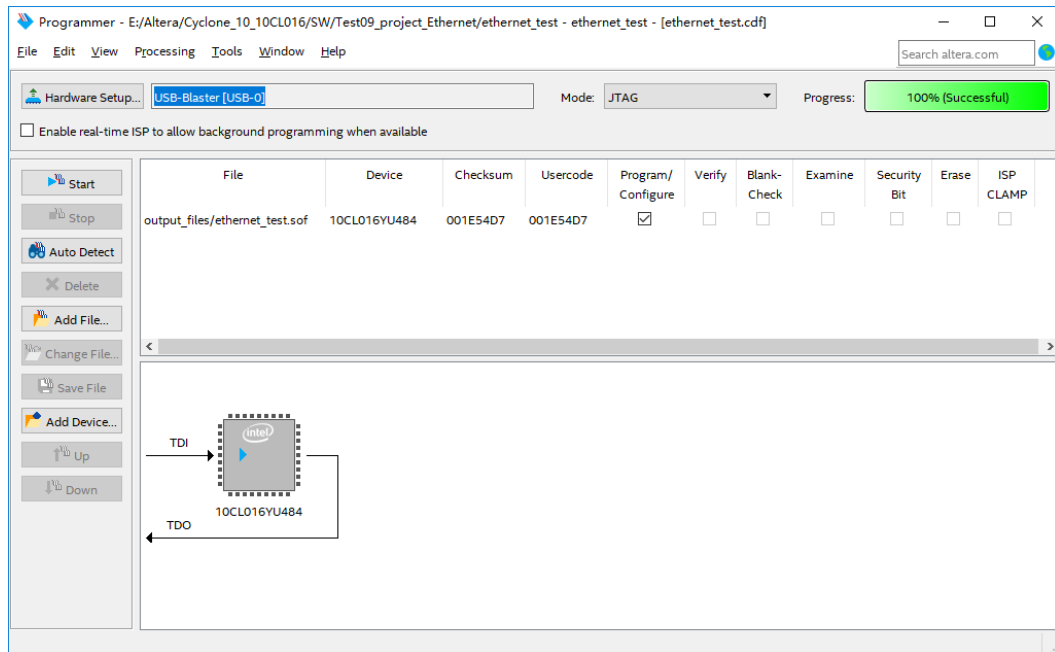 Programmer - E:/Altera/Cyclone_10_10CL016/SW/Test09_project_Ethernet/ethernet_test - ethernet_test - [ethernet_test.cdf]
File Edit View Processing Tools Window Help
Search altera.com
Hardware Setup... USB-Blaster [USB-0] Mode: JTAG Progress: 100% (Successful)
Enable real-time ISP to allow background programming when available
Start
Stop
Auto Detect
Delete
Add File...
Change File...
Save File
Add Device...
Up
Down
File Device Checksum Usercode Program/ Verify Blank- Examine Security Erase ISP
Configure Check Bit CLAMP
output_files/ethernet_test.sof 10CL016YU484 001E54D7 001E54D7
intel
TDI
10CL016YU484
TDO